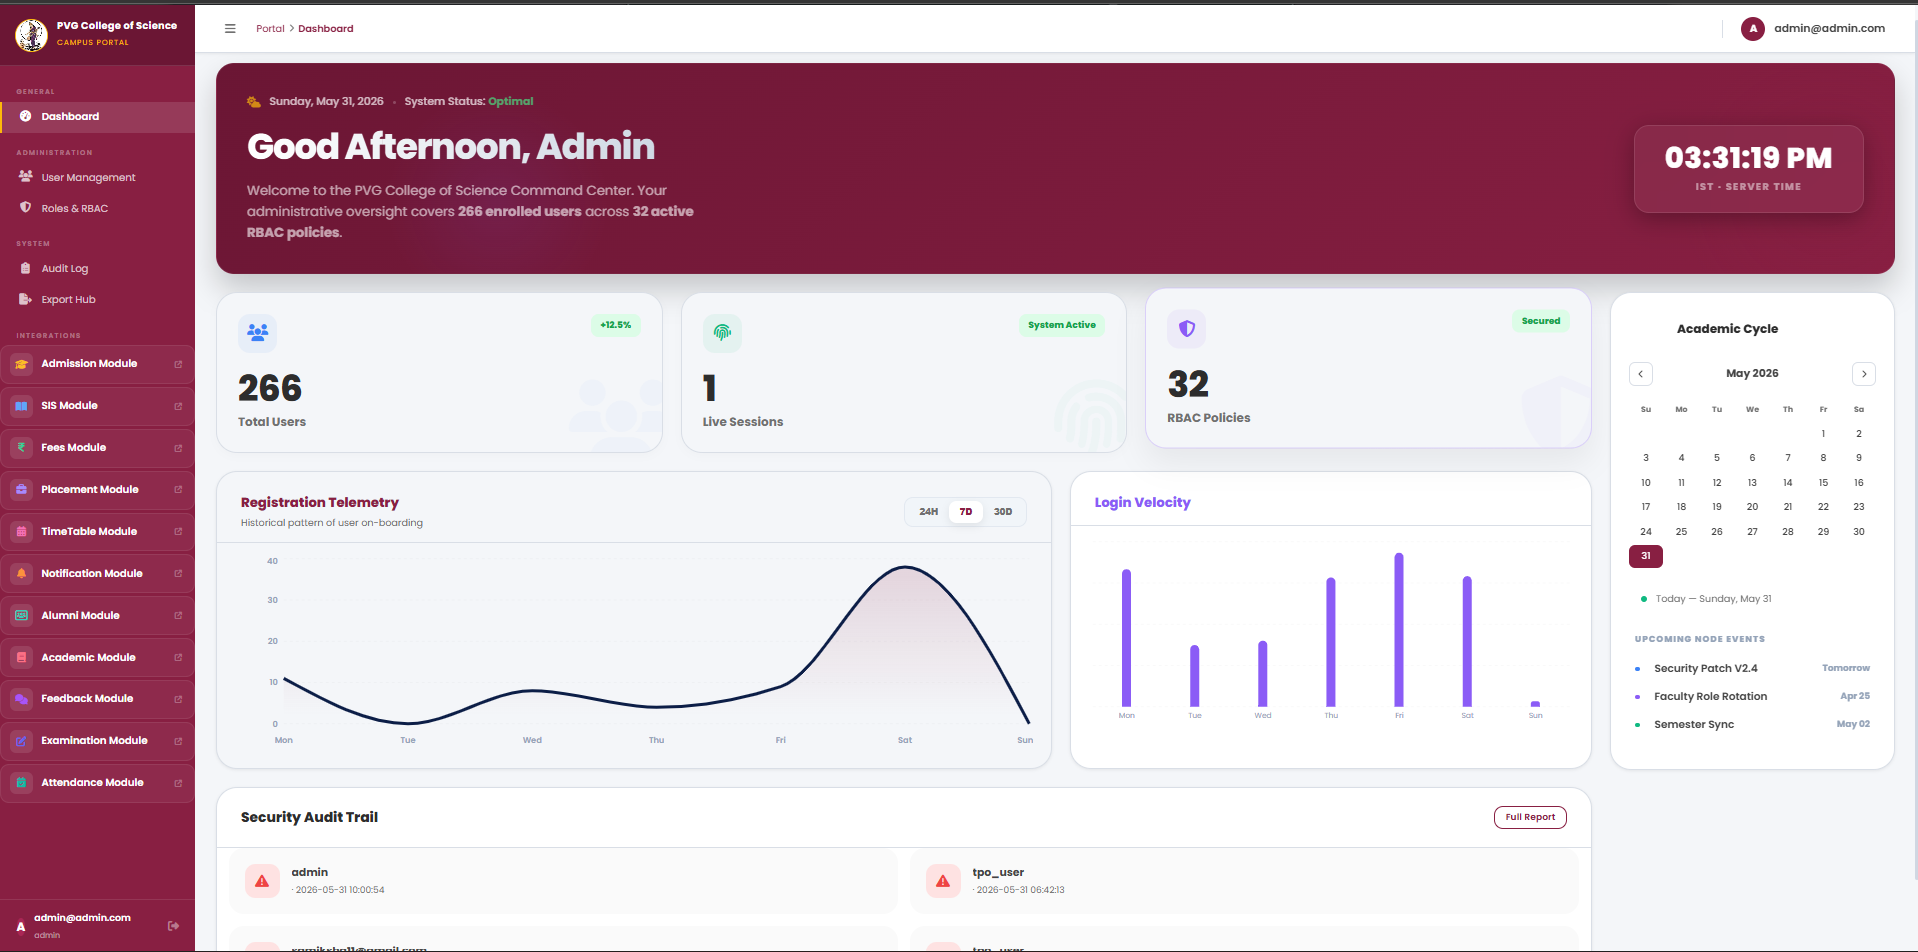 PVG College of Science
CAMPUS PORTAL
GENERAL
Dashboard
ADMINISTRATION
User Management
Roles & RBAC
SYSTEM
Audit Log
Export Hub
INTEGRATIONS
Admission Module
SIS Module
Fees Module
Placement Module
TimeTable Module
Notification Module
Alumni Module
Academic Module
Feedback Module
Examination Module
Attendance Module
A
admin@admin.com
admin
Portal > Dashboard
A admin@admin.com
Sunday, May 31, 2026 • System Status: Optimal
Good Afternoon, Admin
Welcome to the PVG College of Science Command Center. Your
administrative oversight covers 266 enrolled users across 32 active
RBAC policies.
03:31:19 PM
IST • SERVER TIME
+12.5%
266
Total Users
System Active
1
Live Sessions
Secured
32
RBAC Policies
Registration Telemetry
Historical pattern of user on-boarding
24H 7D 30D
40
30
20
10
0
Mon Tue Wed Thu Fri Sat Sun
Login Velocity
Mon Tue Wed Thu Fri Sat Sun
Academic Cycle
May 2026
Su Mo Tu We Th Fr Sa
1 2
3 4 5 6 7 8 9
10 11 12 13 14 15 16
17 18 19 20 21 22 23
24 25 26 27 28 29 30
31
Today — Sunday, May 31
UPCOMING NODE EVENTS
Security Patch V2.4 Tomorrow
Faculty Role Rotation Apr 25
Semester Sync May 02
Security Audit Trail
Full Report
admin
· 2026-05-31 10:00:54
tpo_user
· 2026-05-31 06:42:13
tpo_user